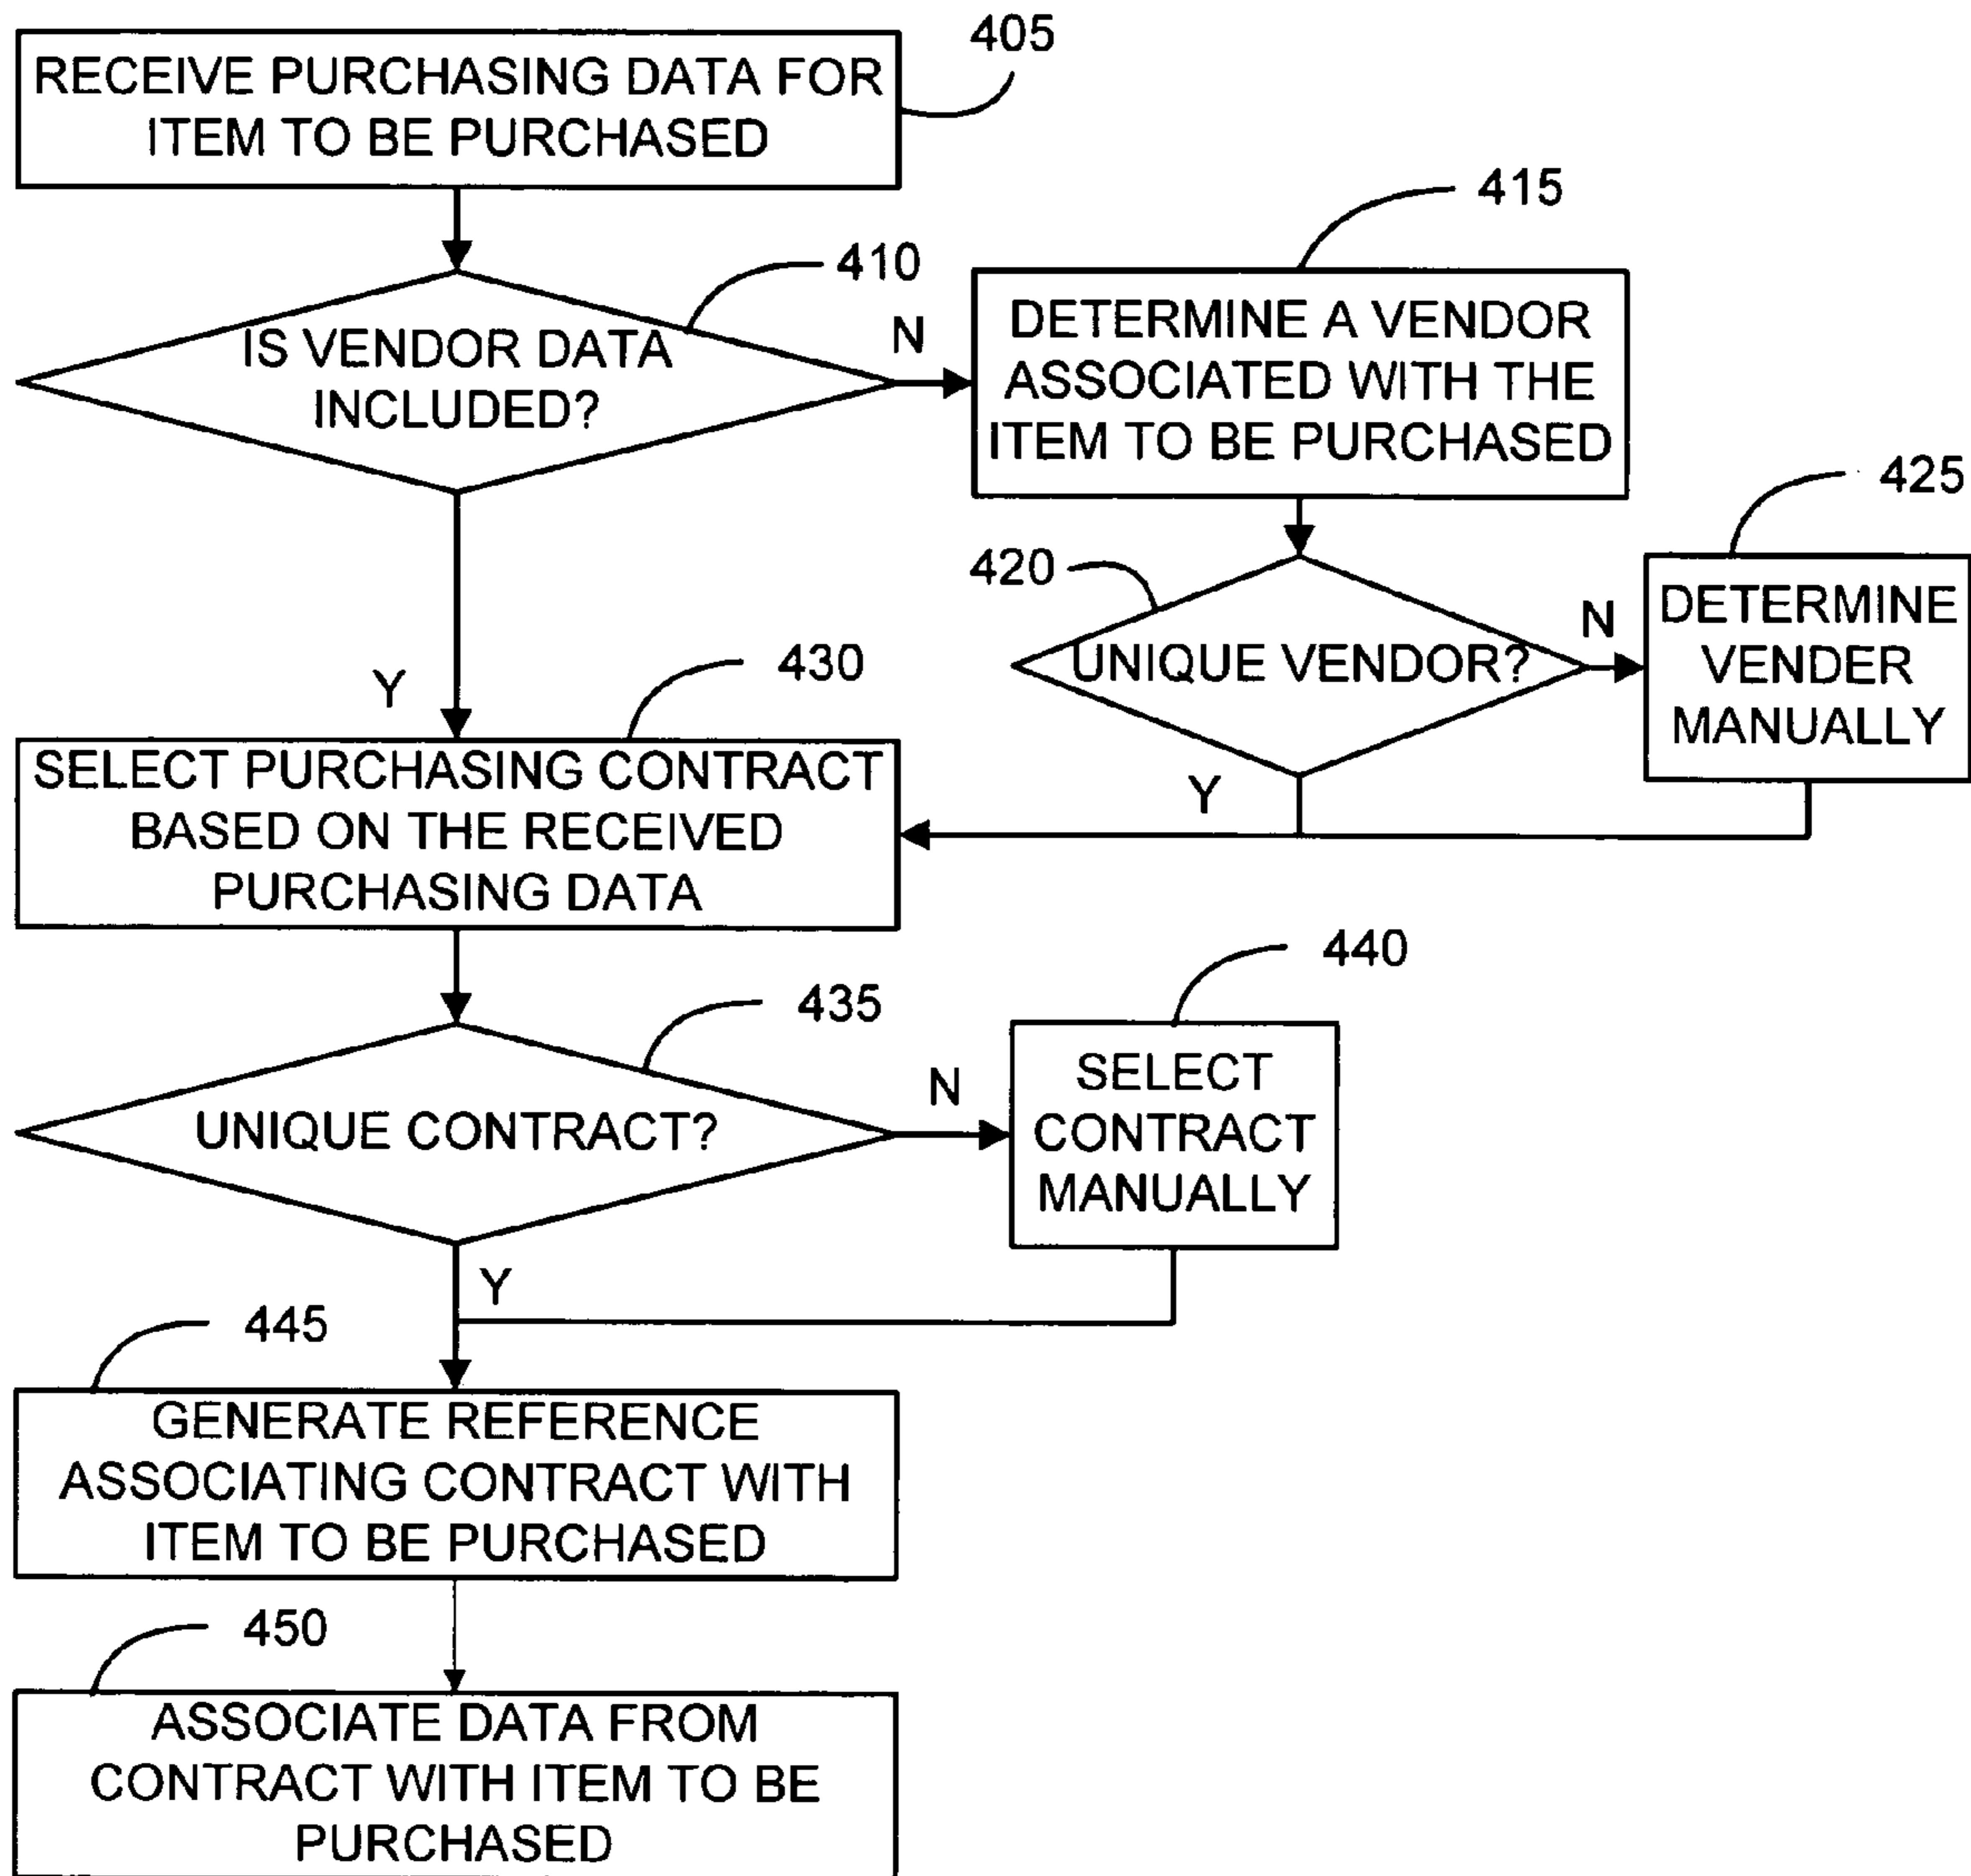 405
RECEIVE PURCHASING DATA FOR
ITEM TO BE PURCHASED
410
IS VENDOR DATA
INCLUDED?
N
415
DETERMINE A VENDOR
ASSOCIATED WITH THE
ITEM TO BE PURCHASED
420
UNIQUE VENDOR?
N
425
DETERMINE
VENDER
MANUALLY
Y
Y
430
SELECT PURCHASING CONTRACT
BASED ON THE RECEIVED
PURCHASING DATA
435
UNIQUE CONTRACT?
N
440
SELECT
CONTRACT
MANUALLY
Y
445
GENERATE REFERENCE
ASSOCIATING CONTRACT WITH
ITEM TO BE PURCHASED
450
ASSOCIATE DATA FROM
CONTRACT WITH ITEM TO BE
PURCHASED